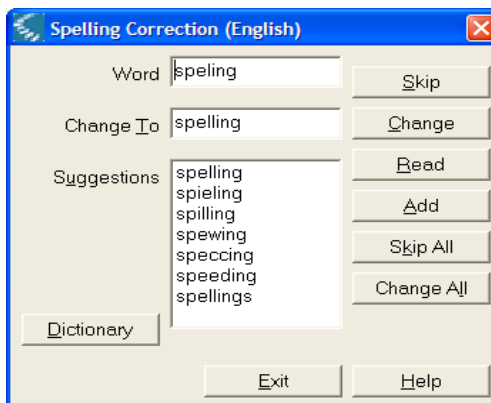 Spelling Correction (English)
Word speling
Skip
Change To spelling
Change
Suggestions
spelling
spieling
spilling
spewing
speccing
speeding
spellings
Read
Add
Skip All
Change All
Dictionary
Exit
Help